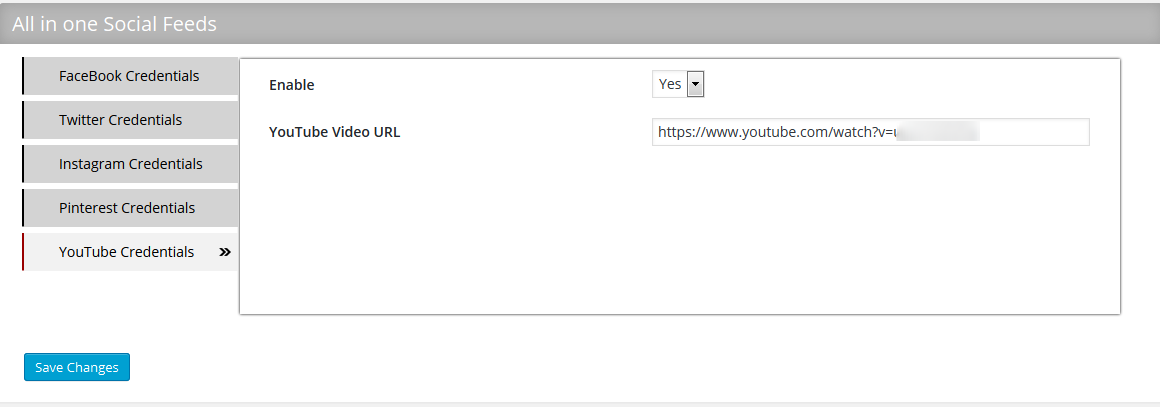 All in one Social Feeds
FaceBook Credentials
Twitter Credentials
Instagram Credentials
Pinterest Credentials
YouTube Credentials »
Enable Yes
YouTube Video URL https://www.youtube.com/watch?v=
Save Changes